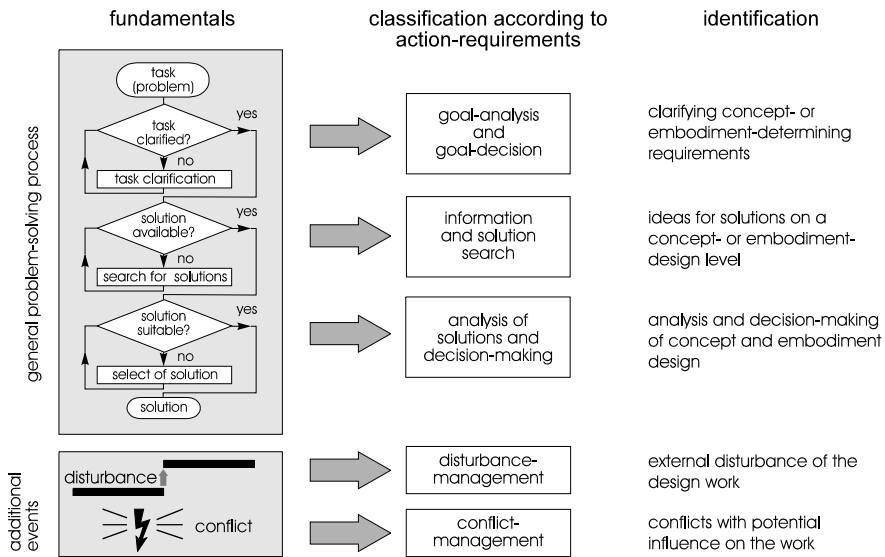 fundamentals
classification according to
action-requirements
identification
general problem-solving process
task
(problem)
yes
task
clarified?
no
task clarification
goal-analysis
and
goal-decision
clarifying concept- or
embodiment-determining
requirements
yes
solution
available?
no
search for solutions
information
and solution
search
ideas for solutions on a
concept- or embodiment-
design level
yes
solution
suitable?
no
select of solution
solution
analysis of
solutions and
decision-making
analysis and decision-making
of concept and embodiment
design
additional
events
disturbance
disturbance-
management
external disturbance of the
design work
conflict
conflict-
management
conflicts with potential
influence on the work